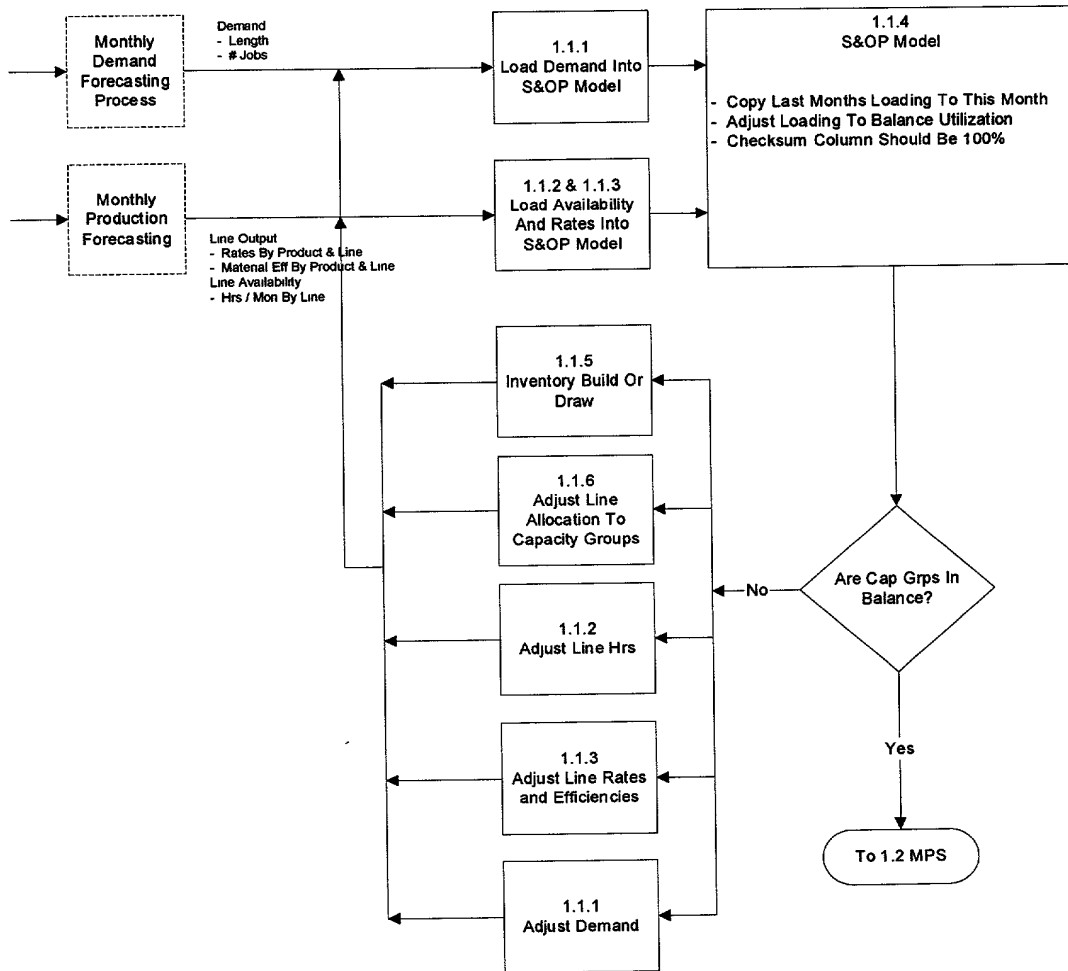 Monthly
Demand
Forecasting
Process
Demand
- Length
- # Jobs
1.1.1
Load Demand Into
S&OP Model
1.1.4
S&OP Model
- Copy Last Months Loading To This Month
- Adjust Loading To Balance Utilization
- Checksum Column Should Be 100%
Monthly
Production
Forecasting
1.1.2 & 1.1.3
Load Availability
And Rates Into
S&OP Model
Line Output
- Rates By Product & Line
- Material Eff By Product & Line
Line Availability
- Hrs / Mon By Line
1.1.5
Inventory Build Or
Draw
1.1.6
Adjust Line
Allocation To
Capacity Groups
Are Cap Grps In
Balance?
No
1.1.2
Adjust Line Hrs
1.1.3
Adjust Line Rates
and Efficiencies
Yes
To 1.2 MPS
1.1.1
Adjust Demand